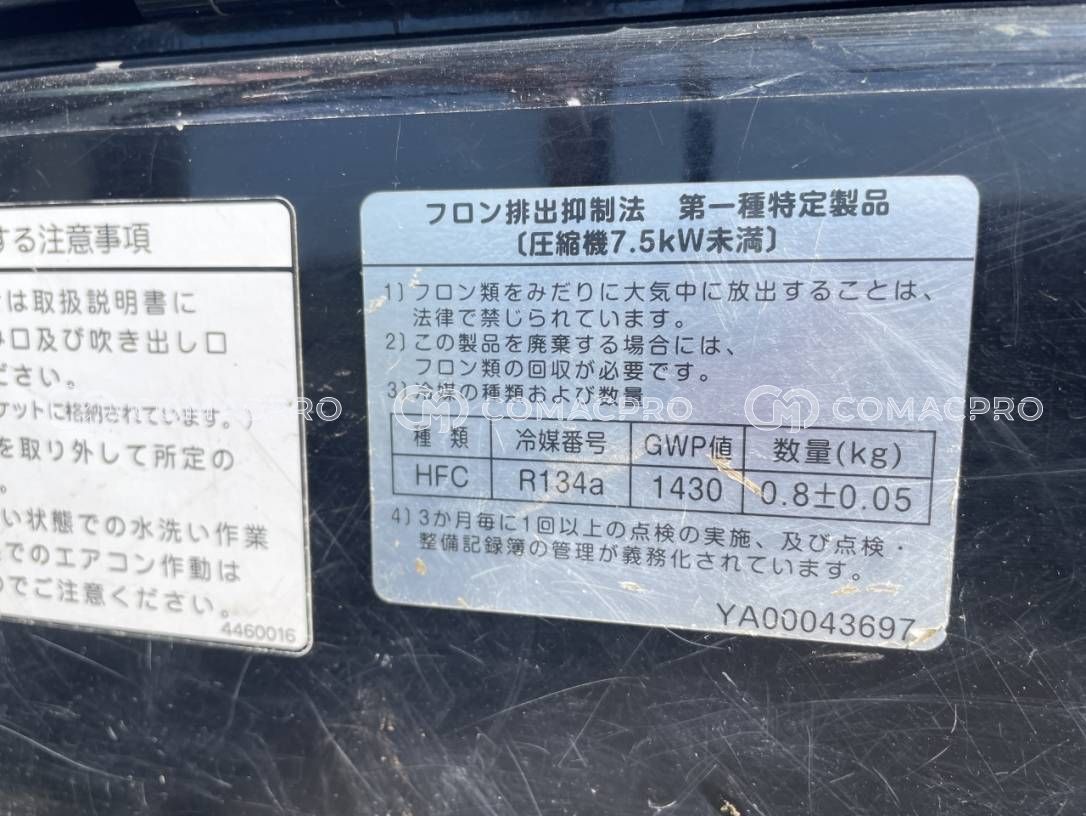 する注意事項
は取扱説明書に
み口及び吹き出し口
ださい。
ケットに格納されています。
を取り外して所定の
。
い状態での水洗い作業
でのエアコン作動は
のでご注意ください。
4460016
フロン排出抑制法 第一種特定製品
〔圧縮機7.5kW未満〕
1)フロン類をみだりに大気中に放出することは、
法律で禁じられています。
2)この製品を廃棄する場合には、
フロン類の回収が必要です。
3)冷媒の種類および数量
種 類 冷媒番号 GWP値 数量(kg)
HFC R134a 1430 0.8±0.05
4)3か月毎に1回以上の点検の実施、及び点検・
整備記録簿の管理が義務化されています。
YA00043697
COMACPRO COMACPRO COMACPRO